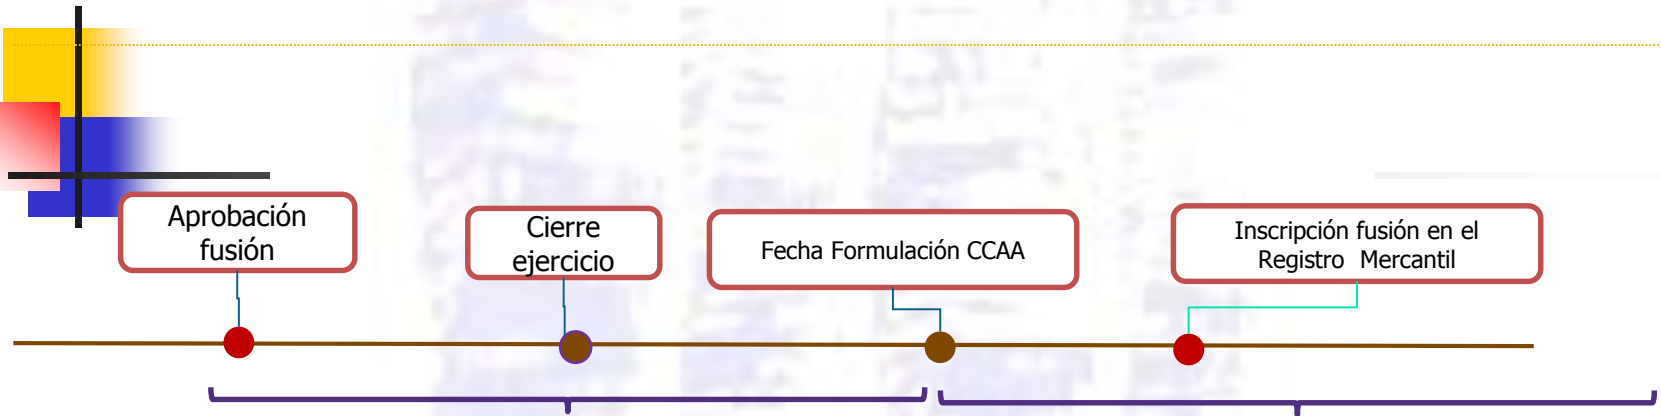 Aprobación
fusión
Cierre
ejercicio
Fecha Formulación CCAA
Inscripción fusión en el
Registro Mercantil